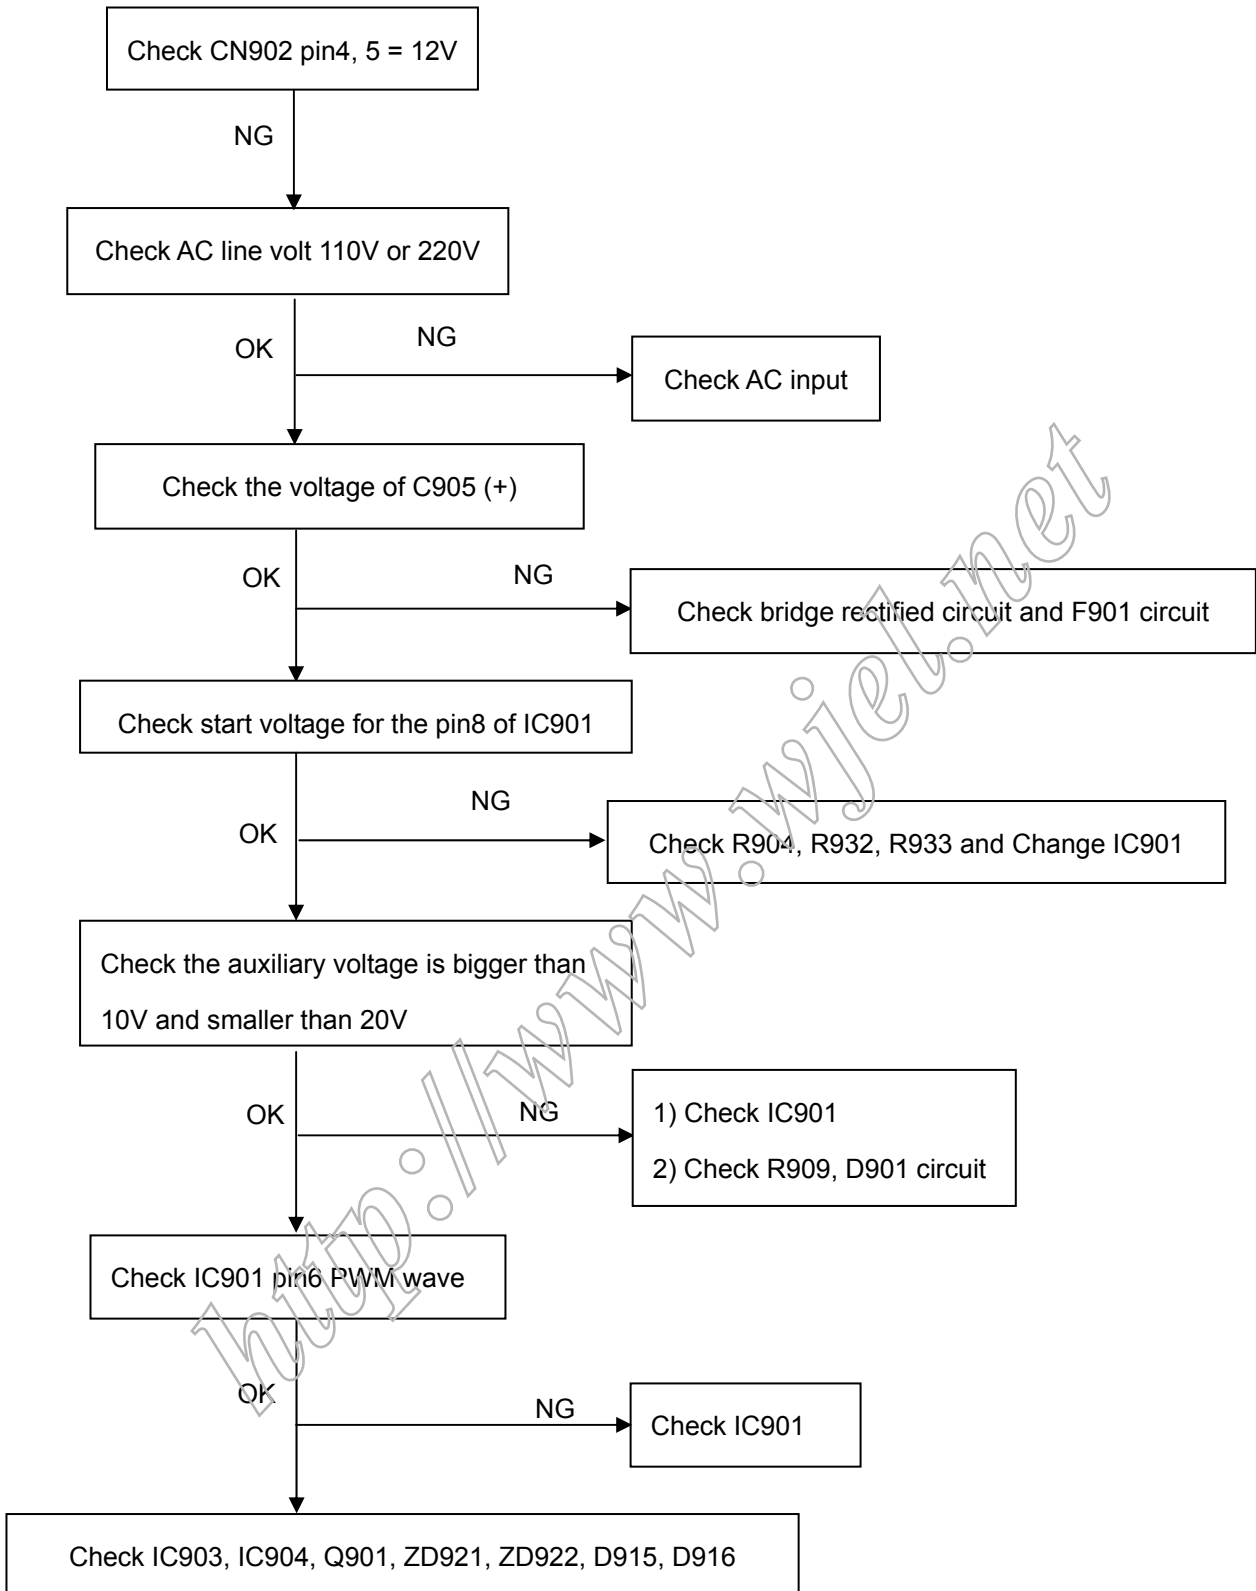 Check CN902 pin4, 5 = 12V
NG
Check AC line volt 110V or 220V
OK
NG
Check AC input
Check the voltage of C905 (+)
OK
NG
Check bridge rectified circuit and F901 circuit
Check start voltage for the pin8 of IC901
NG
OK
Check R904, R932, R933 and Change IC901
Check the auxiliary voltage is bigger than
10V and smaller than 20V
OK
NG
1) Check IC901
2) Check R909, D901 circuit
Check IC901 pin6 PWM wave
OK
NG
Check IC901
Check IC903, IC904, Q901, ZD921, ZD922, D915, D916
http://www.wjel.net